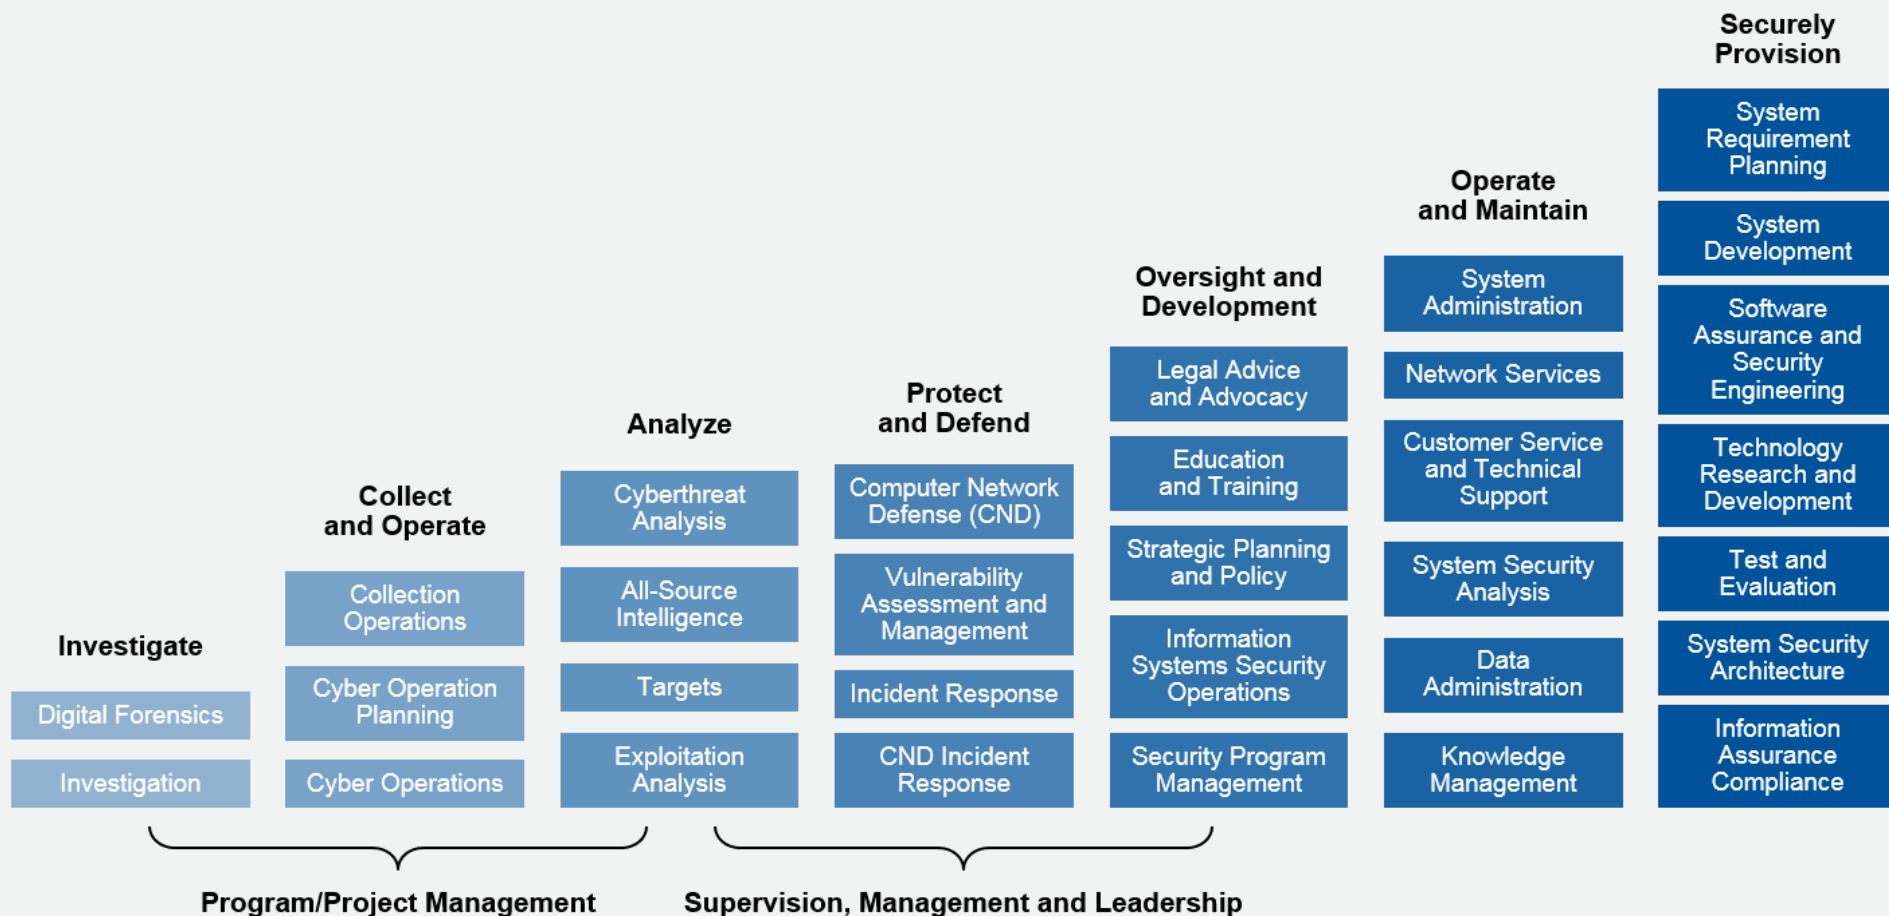 Investigate
Digital Forensics
Investigation
Collect
and Operate
Collection
Operations
Cyber Operation
Planning
Cyber Operations
Analyze
Cyberthreat
Analysis
All-Source
Intelligence
Targets
Exploitation
Analysis
Protect
and Defend
Computer Network
Defense (CND)
Vulnerability
Assessment and
Management
Incident Response
CND Incident
Response
Oversight and
Development
Legal Advice
and Advocacy
Education
and Training
Strategic Planning
and Policy
Information
Systems Security
Operations
Security Program
Management
Operate
and Maintain
System
Administration
Network Services
Customer Service
and Technical
Support
System Security
Analysis
Data
Administration
Knowledge
Management
Securely
Provision
System
Requirement
Planning
System
Development
Software
Assurance and
Security
Engineering
Technology
Research and
Development
Test and
Evaluation
System Security
Architecture
Information
Assurance
Compliance
Program/Project Management
Supervision, Management and Leadership